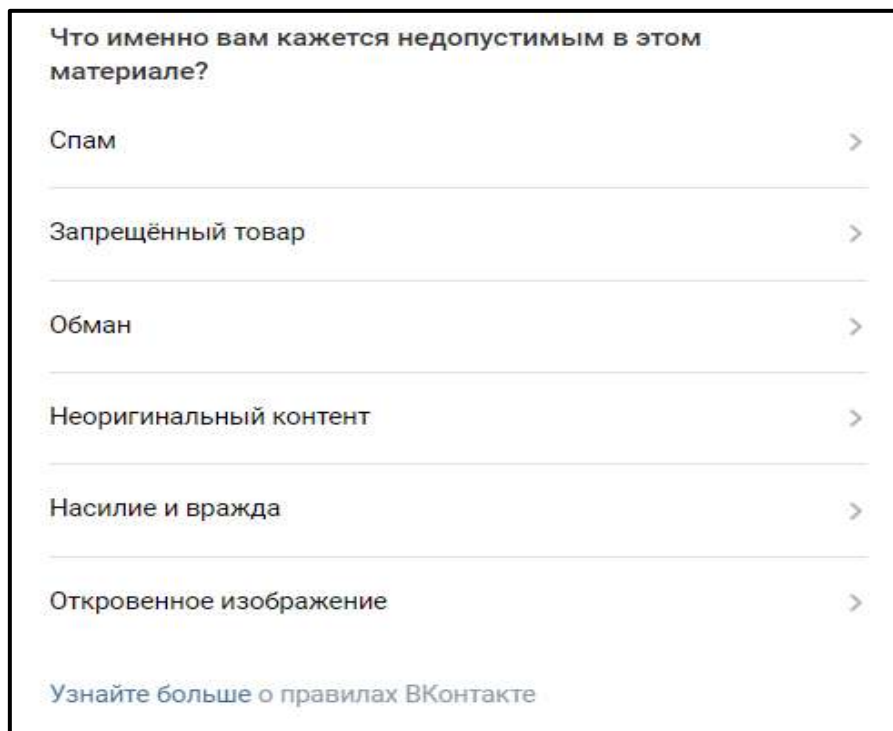 Что именно вам кажется недопустимым в этом
материале?
Спам
Запрещённый товар
Обман
Неоригинальный контент
Насилие и вражда
Откровенное изображение
Узнайте больше о правилах ВКонтакте